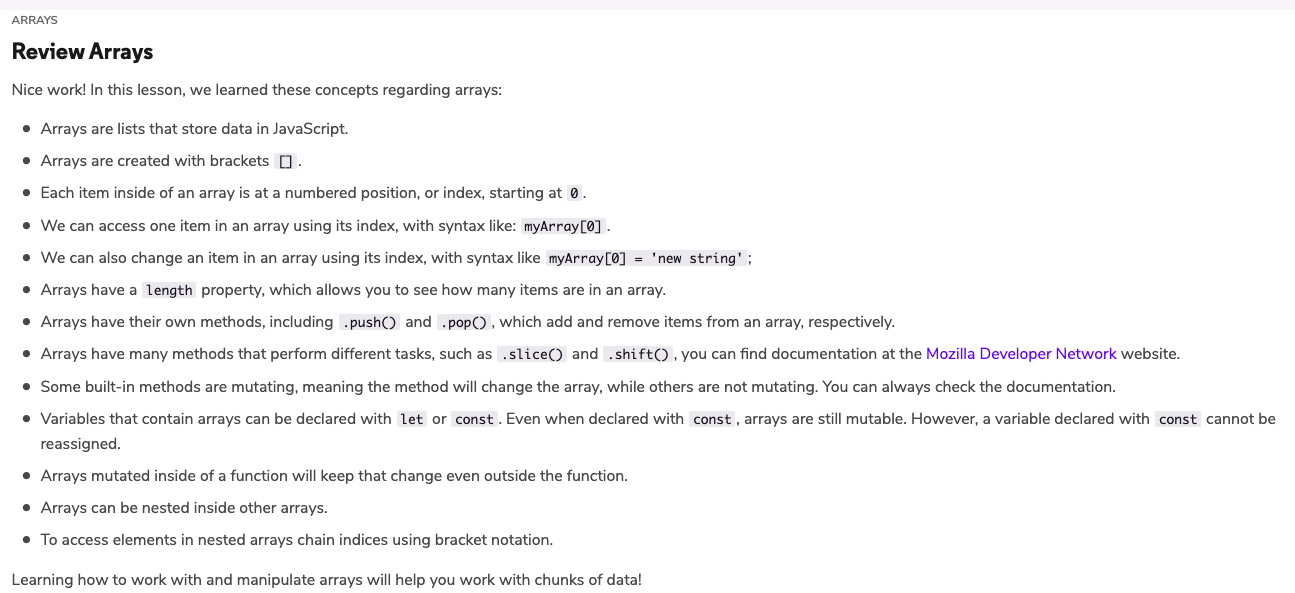 ARRAYS
Review Arrays
Nice work! In this lesson, we learned these concepts regarding arrays:
• Arrays are lists that store data in JavaScript.
• Arrays are created with brackets [].
• Each item inside of an array is at a numbered position, or index, starting at 0.
• We can access one item in an array using its index, with syntax like: myArray[0].
• We can also change an item in an array using its index, with syntax like myArray[0] = 'new string';
• Arrays have a length property, which allows you to see how many items are in an array.
• Arrays have their own methods, including .push() and .pop(), which add and remove items from an array, respectively.
• Arrays have many methods that perform different tasks, such as .slice() and .shift(), you can find documentation at the Mozilla Developer Network website.
• Some built-in methods are mutating, meaning the method will change the array, while others are not mutating. You can always check the documentation.
• Variables that contain arrays can be declared with let or const. Even when declared with const, arrays are still mutable. However, a variable declared with const cannot be
reassigned.
• Arrays mutated inside of a function will keep that change even outside the function.
• Arrays can be nested inside other arrays.
• To access elements in nested arrays chain indices using bracket notation.
Learning how to work with and manipulate arrays will help you work with chunks of data!